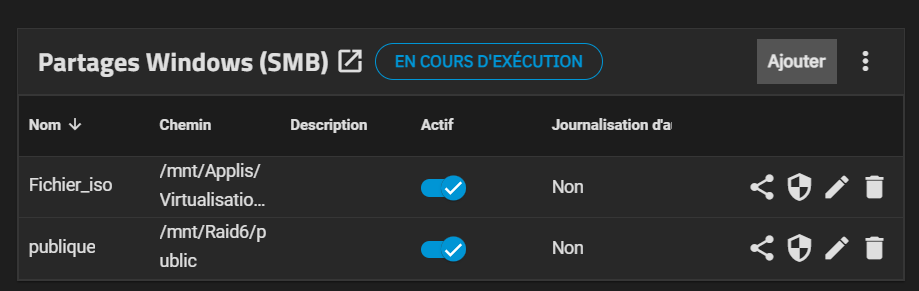 Partages Windows (SMB) EN COURS D'EXÉCUTION Ajouter
Nom Chemin Description Actif Journalisation d'au
Fichier_iso /mnt/Applis/ Non
Virtualisatio...
publique /mnt/Raid6/p Non
ublic